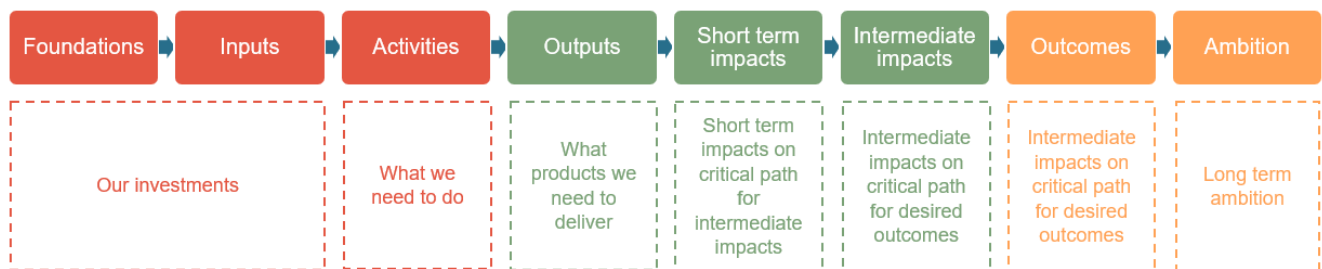 Foundations
Inputs
Activities
Outputs
Short term
impacts
Intermediate
impacts
Outcomes
Ambition
Our investments
What we
need to do
What
products we
need to
deliver
Short term
impacts on
critical path
for
intermediate
impacts
Intermediate
impacts on
critical path
for desired
outcomes
Intermediate
impacts on
critical path
for desired
outcomes
Long term
ambition